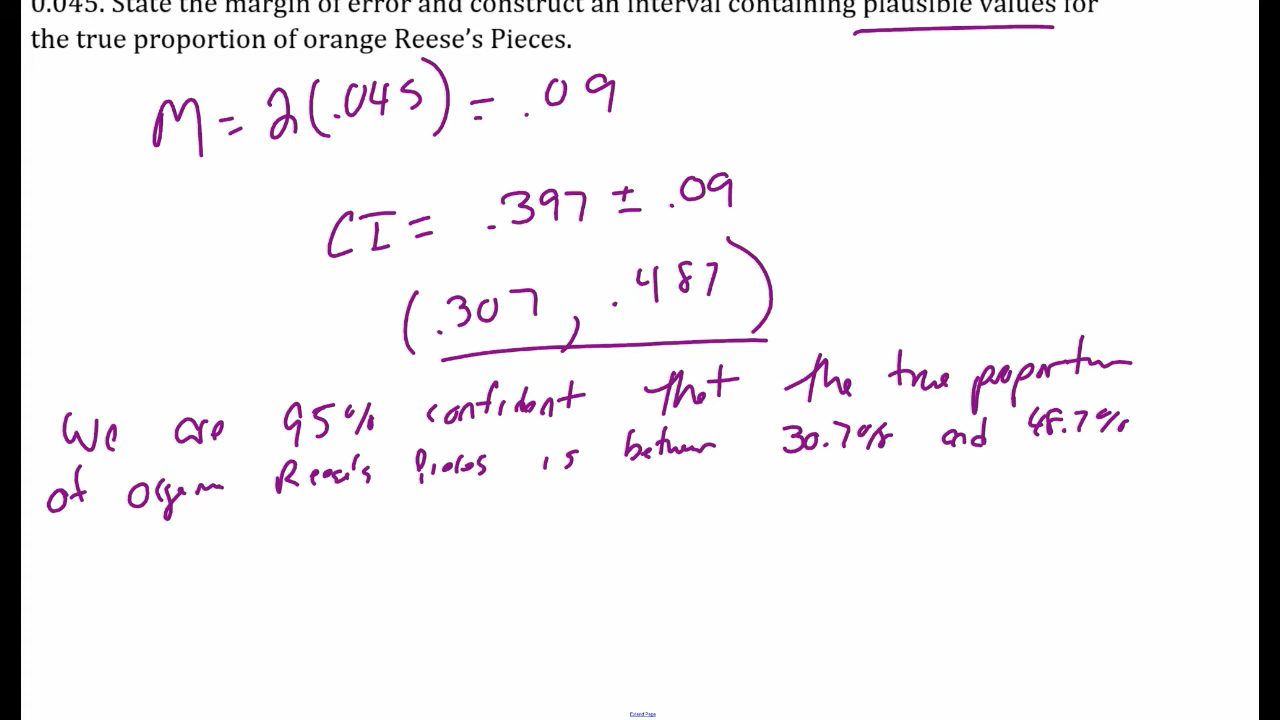 0.045. State the margin of error and construct an interval containing plausible values for
the true proportion of orange Reese's Pieces.
M = 2(.045) = .09
CI = .397 ± .09
(.307, .487)
We are 95% confident that the true proportion
of orange Reese's Pieces is between 30.7% and 48.7%
Extend Page